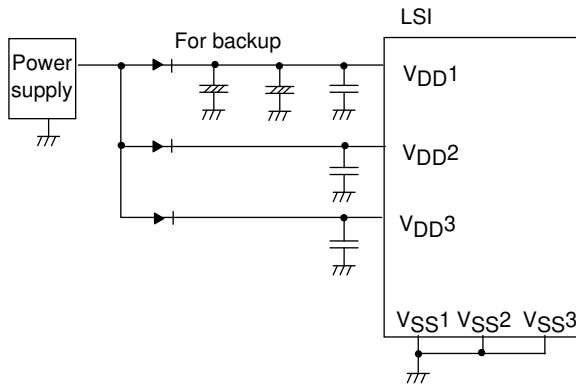 LSI
For backup
Power
supply
VDD1
VDD2
VDD3
VSS1 VSS2 VSS3